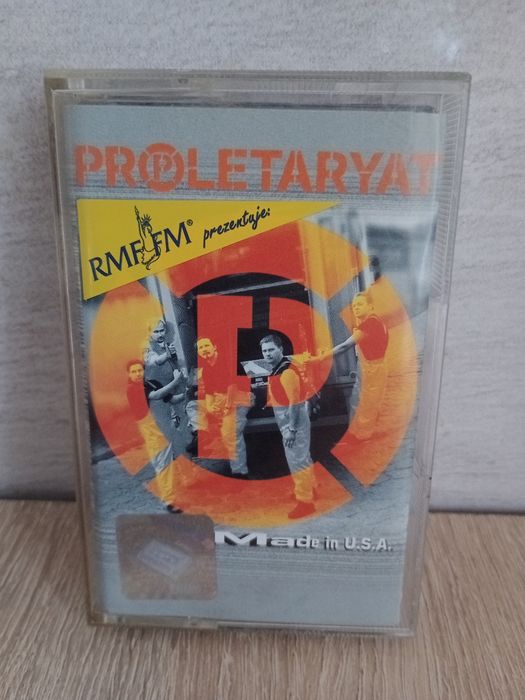 PROLETARYAT
RMF FM® prezentuje:
Made in U.S.A.